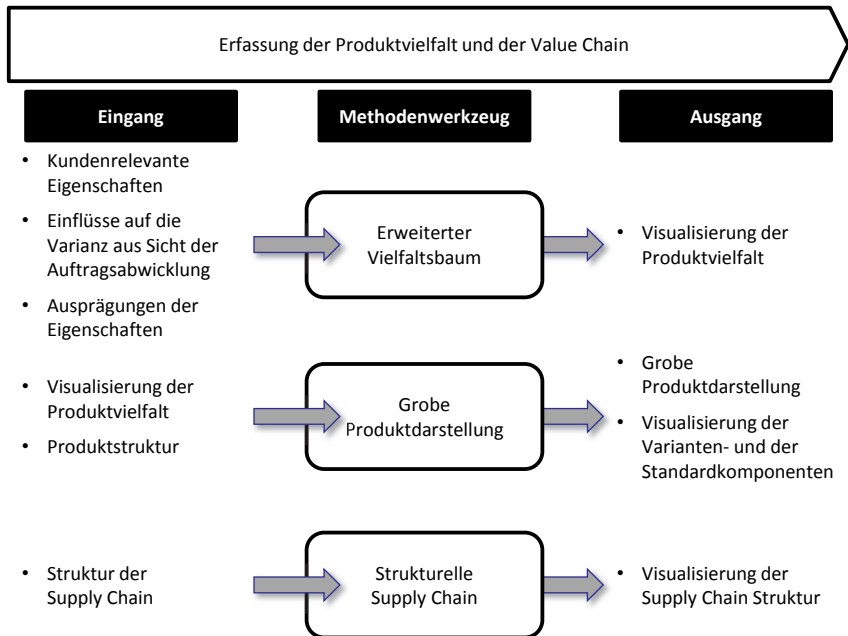 Erfassung der Produktvielfalt und der Value Chain
Eingang
Methodenwerkzeug
Ausgang
• Kundenrelevante
Eigenschaften
• Einflüsse auf die
Varianz aus Sicht der
Auftragsabwicklung
• Ausprägungen der
Eigenschaften
Erweiterter
Vielfaltsbaum
• Visualisierung der
Produktvielfalt
• Visualisierung der
Produktvielfalt
• Produktstruktur
Grobe
Produktdarstellung
• Grobe
Produktdarstellung
• Visualisierung der
Varianten- und der
Standardkomponenten
• Struktur der
Supply Chain
Strukturelle
Supply Chain
• Visualisierung der
Supply Chain Struktur